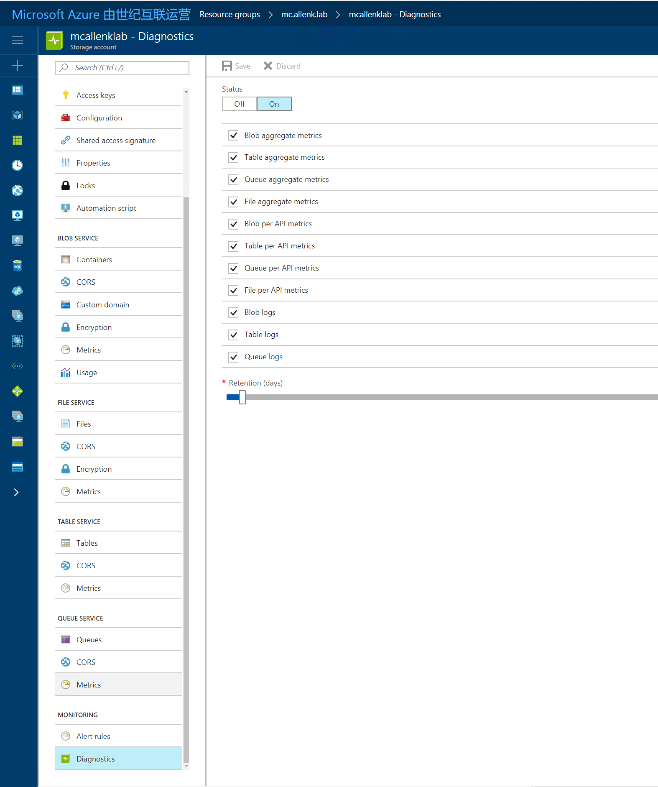 Microsoft Azure 由世纪互联运营 Resource groups > mc.allenk.lab > mcallenklab - Diagnostics
mcallenklab - Diagnostics
Storage account
Search (Ctrl+/)
Access keys
Configuration
Shared access signature
Properties
Locks
Automation script
BLOB SERVICE
Containers
CORS
Custom domain
Encryption
Metrics
Usage
FILE SERVICE
Files
CORS
Encryption
Metrics
TABLE SERVICE
Tables
CORS
Metrics
QUEUE SERVICE
Queues
CORS
Metrics
MONITORING
Alert rules
Diagnostics
Save Discard
Status
Off On
Blob aggregate metrics
Table aggregate metrics
Queue aggregate metrics
File aggregate metrics
Blob per API metrics
Table per API metrics
Queue per API metrics
File per API metrics
Blob logs
Table logs
Queue logs
* Retention (days)